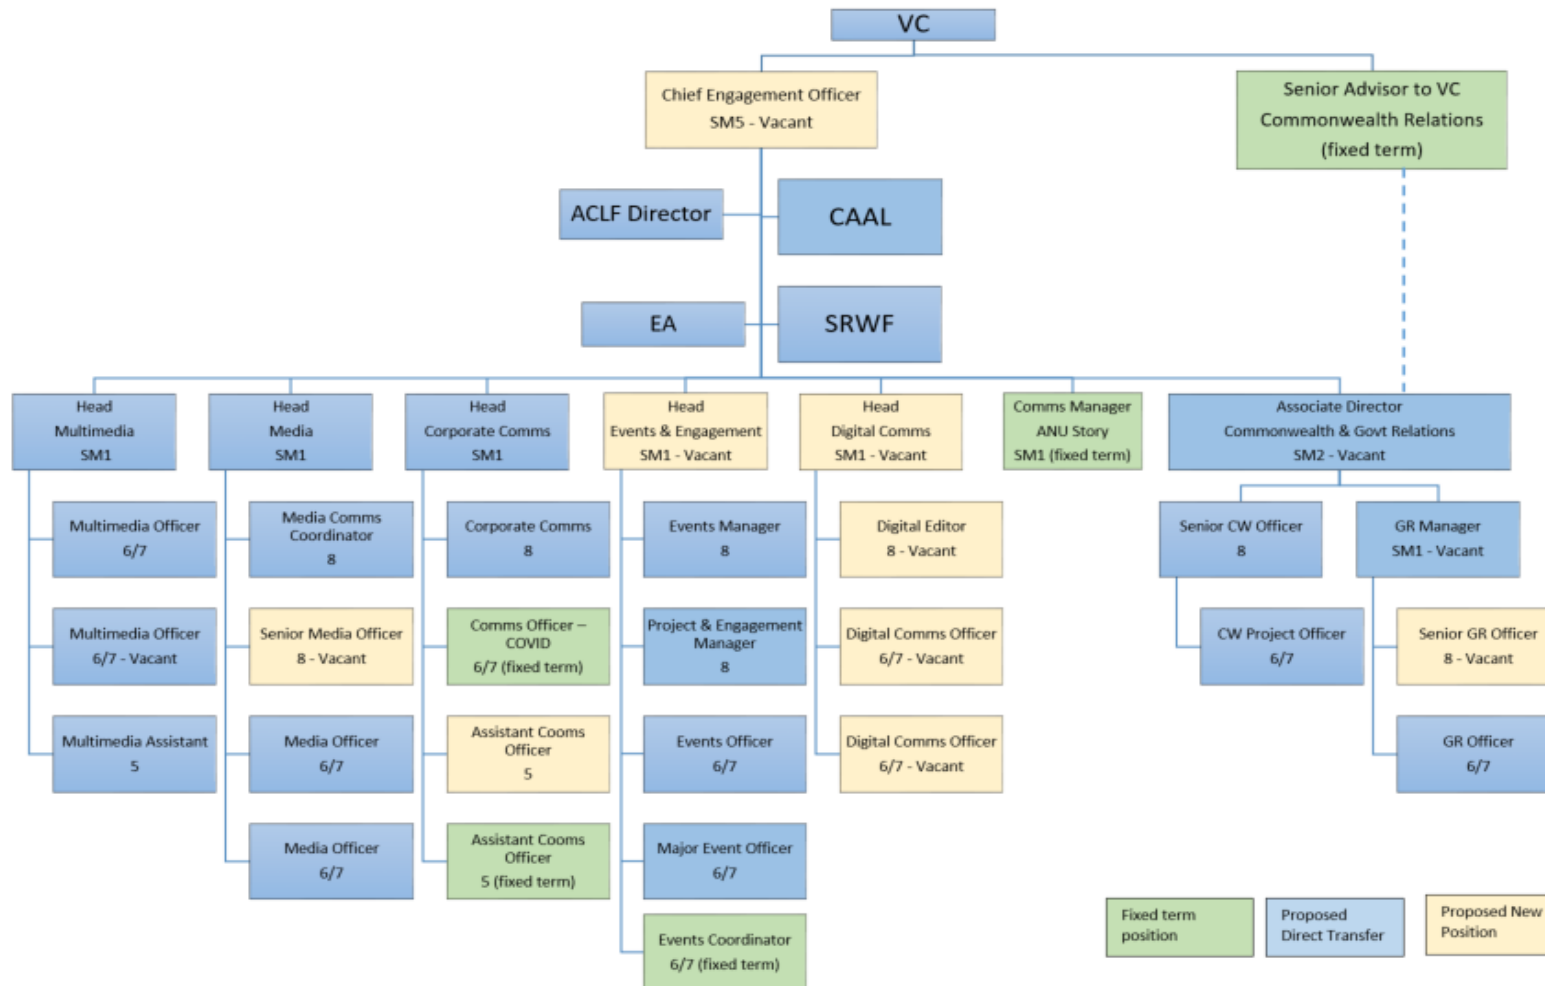 VC
Chief Engagement Officer
SM5 - Vacant
Senior Advisor to VC
Commonwealth Relations
(fixed term)
ACLF Director
CAAL
EA
SRWF
Head
Multimedia
SM1
Head
Media
SM1
Head
Corporate Comms
SM1
Head
Events & Engagement
SM1 - Vacant
Head
Digital Comms
SM1 - Vacant
Comms Manager
ANU Story
SM1 (fixed term)
Associate Director
Commonwealth & Govt Relations
SM2 - Vacant
Multimedia Officer
6/7
Media Comms
Coordinator
8
Corporate Comms
8
Events Manager
8
Digital Editor
8 - Vacant
Senior CW Officer
8
GR Manager
SM1 - Vacant
Multimedia Officer
6/7 - Vacant
Senior Media Officer
8 - Vacant
Comms Officer –
COVID
6/7 (fixed term)
Project & Engagement
Manager
8
Digital Comms Officer
6/7 - Vacant
CW Project Officer
6/7
Senior GR Officer
8 - Vacant
Multimedia Assistant
5
Media Officer
6/7
Assistant Cooms
Officer
5
Events Officer
6/7
Digital Comms Officer
6/7 - Vacant
GR Officer
6/7
Media Officer
6/7
Assistant Cooms
Officer
5 (fixed term)
Major Event Officer
6/7
Events Coordinator
6/7 (fixed term)
Fixed term
position
Proposed
Direct Transfer
Proposed New
Position